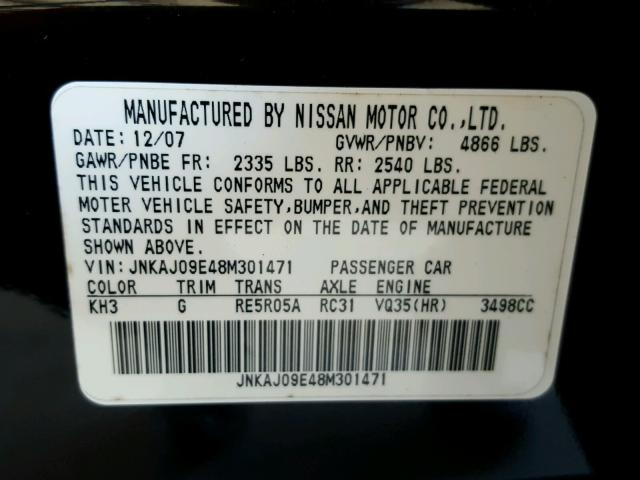 MANUFACTURED BY NISSAN MOTOR CO.,LTD.
DATE: 12/07 GVWR/PNBV: 4866 LBS.
GAWR/PNBE FR: 2335 LBS. RR: 2540 LBS.
THIS VEHICLE CONFORMS TO ALL APPLICABLE FEDERAL
MOTER VEHICLE SAFETY,BUMPER,AND THEFT PREVENTION
STANDARDS IN EFFECT ON THE DATE OF MANUFACTURE
SHOWN ABOVE.
VIN:JNKAJ09E48M301471 PASSENGER CAR
COLOR TRIM TRANS AXLE ENGINE
KH3 G RE5R05A RC31 VQ35(HR) 3498CC
JNKAJ09E48M301471